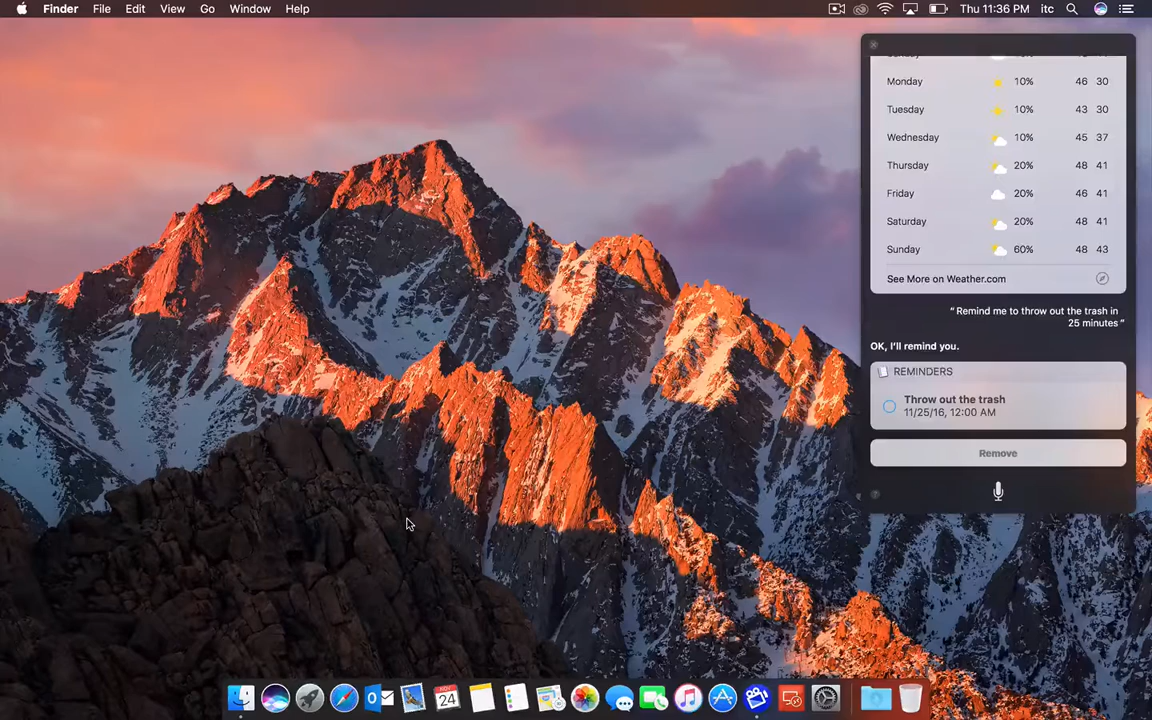 Finder File Edit View Go Window Help Thu 11:36 PM itc
Monday 10% 46 30
Tuesday 10% 43 30
Wednesday 10% 45 37
Thursday 20% 48 41
Friday 20% 46 41
Saturday 20% 48 41
Sunday 60% 48 43
See More on Weather.com
“Remind me to throw out the trash in
25 minutes”
OK, I’ll remind you.
REMINDERS
Throw out the trash
11/25/16, 12:00 AM
Remove
NOV
24